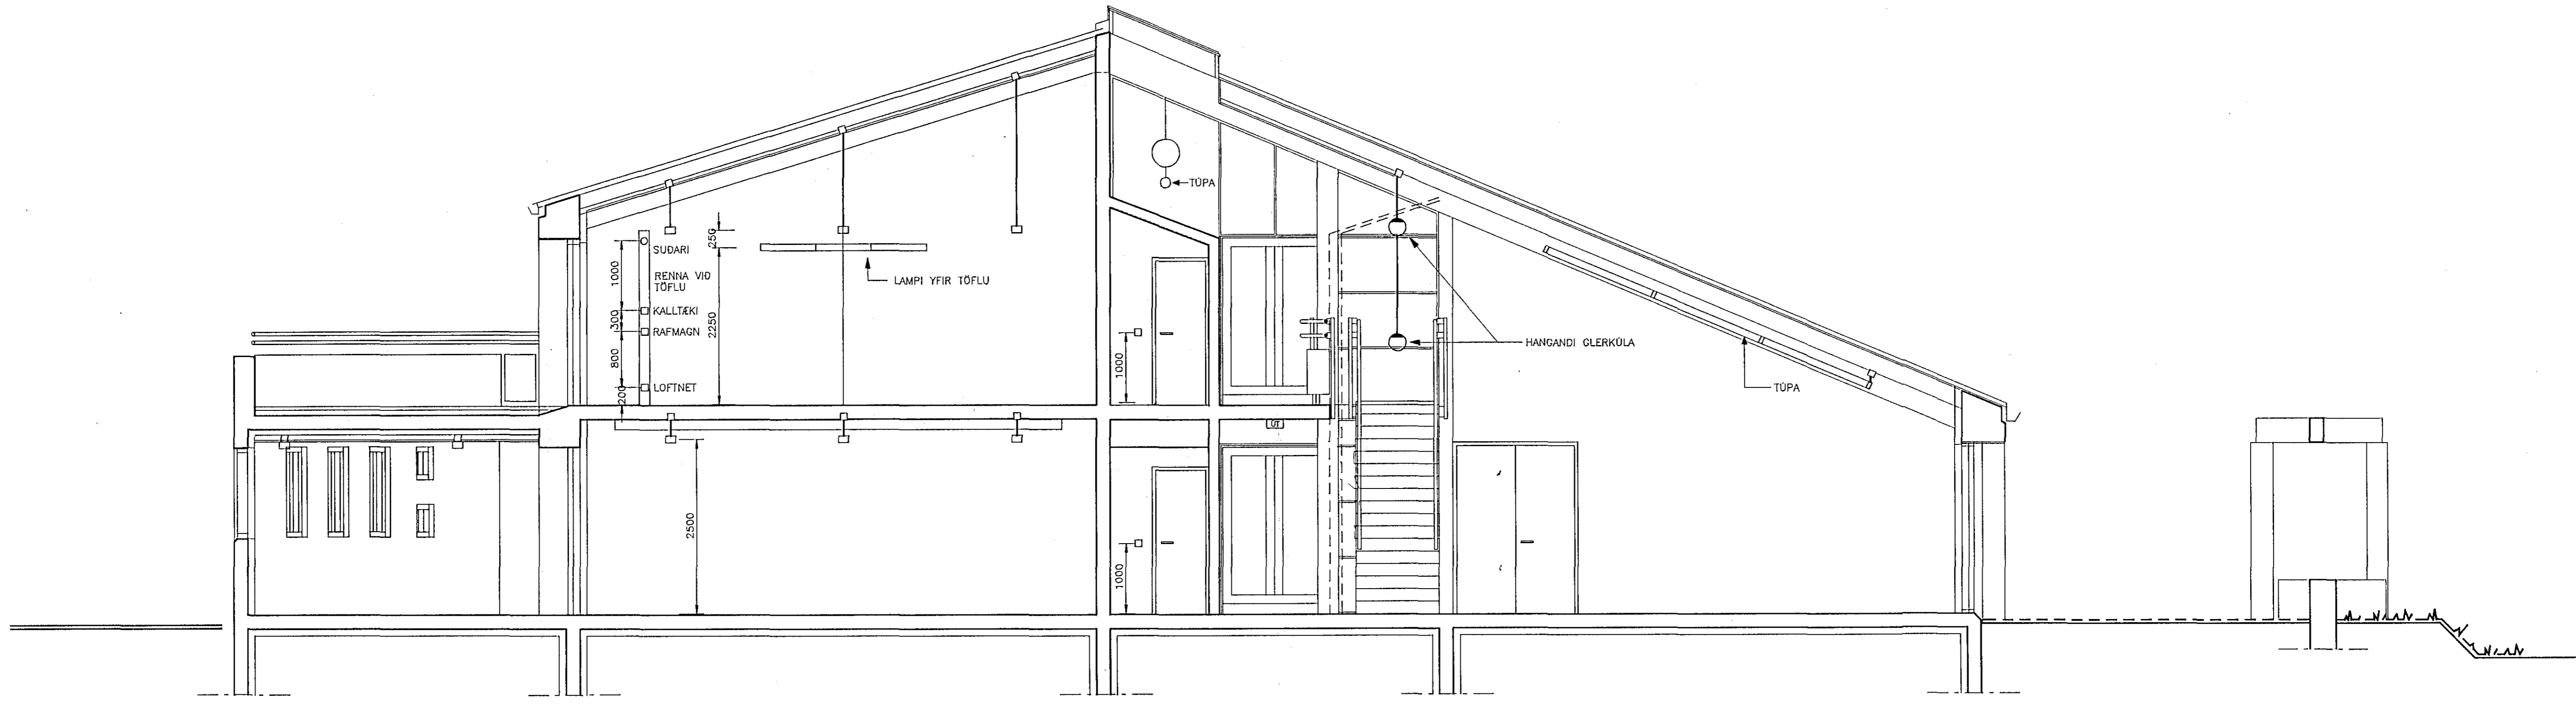 TÚPA
SUÐARI
RENNA VIÐ
TÖFLU
KALLTÆKI
RAFMAGN
LOFTNET
1000
300
800
200
250
2250
LAMPI YFIR TÖFLU
1000
HANGANDI GLERKÚLA
TÚPA
ÚT
2500
1000